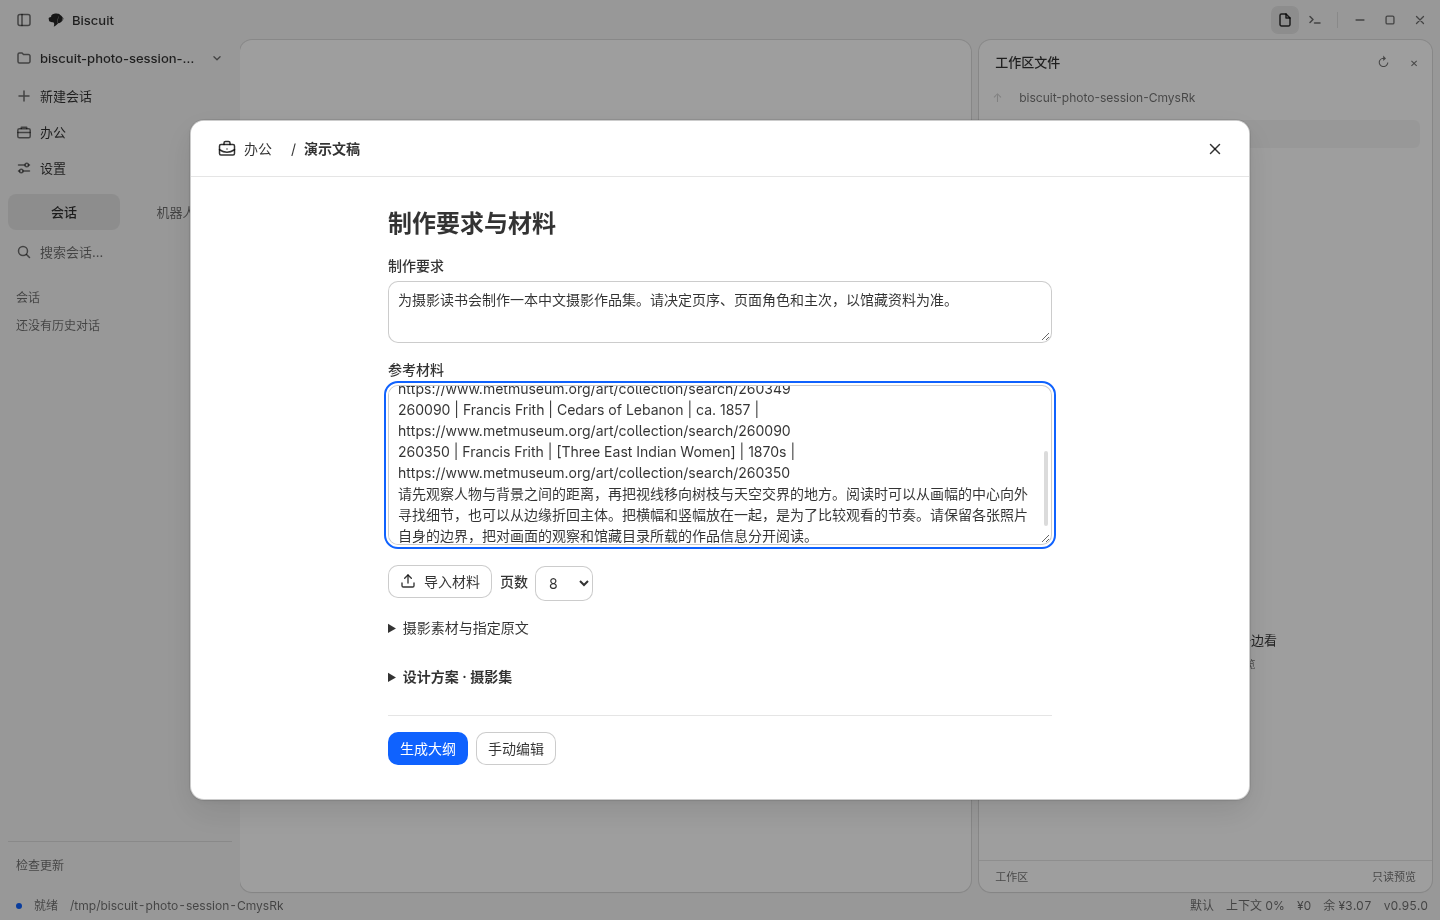 Biscuit
biscuit-photo-session-...
新建会话
办公
设置
会话
机器人
搜索会话...
会话
还没有历史对话
检查更新
就绪 /tmp/biscuit-photo-session-CmysRk
办公 / 演示文稿
制作要求与材料
制作要求
为摄影读书会制作一本中文摄影作品集。请决定页序、页面角色和主次，以馆藏资料为准。
参考材料
https://www.metmuseum.org/art/collection/search/260349
260090 | Francis Frith | Cedars of Lebanon | ca. 1857 |
https://www.metmuseum.org/art/collection/search/260090
260350 | Francis Frith | [Three East Indian Women] | 1870s |
https://www.metmuseum.org/art/collection/search/260350
请先观察人物与背景之间的距离，再把视线移向树枝与天空交界的地方。阅读时可以从画幅的中心向外
寻找细节，也可以从边缘折回主体。把横幅和竖幅放在一起，是为了比较观看的节奏。请保留各张照片
自身的边界，把对画面的观察和馆藏目录所载的作品信息分开阅读。
导入材料 页数 8
摄影素材与指定原文
设计方案 · 摄影集
生成大纲 手动编辑
工作区文件
biscuit-photo-session-CmysRk
边看
工作区 只读预览
默认 上下文 0% ¥0 余 ¥3.07 v0.95.0